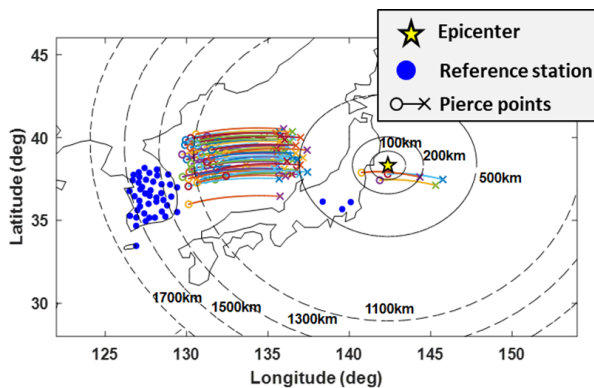 Epicenter
Reference station
Pierce points
45
40
35
30
Latitude (deg)
100km
200km
500km
1700km
1500km
1300km
1100km
125
130
135
140
145
150
Longitude (deg)